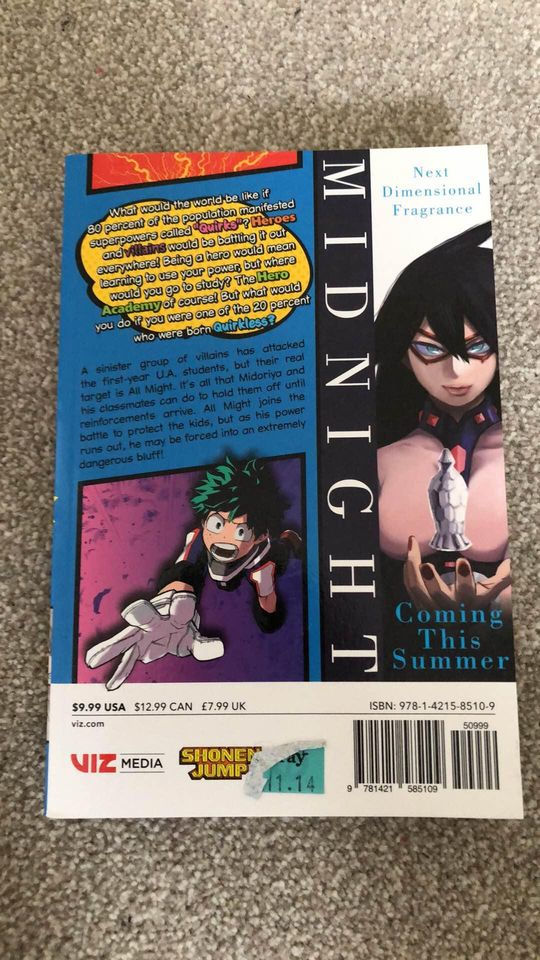 What would the world be like if
80 percent of the population manifested
superpowers called "Quirks"? Heroes
and villains would be battling it out
everywhere! Being a hero would mean
learning to use your power, but where
would you go to study? The Hero
Academy of course! But what would
you do if you were one of the 20 percent
who were born Quirkless?
A sinister group of villains has attacked
the first-year U.A. students, but their real
target is All Might. It's all that Midoriya and
his classmates can do to hold them off until
reinforcements arrive. All Might joins the
battle to protect the kids, but as his power
runs out, he may be forced into an extremely
dangerous bluff!
MIDNIGHT
Next
Dimensional
Fragrance
Coming
This
Summer
$9.99 USA $12.99 CAN £7.99 UK
viz.com
ISBN: 978-1-4215-8510-9
50999
9 781421 585109
VIZ MEDIA
SHONEN
JUMP
11.14